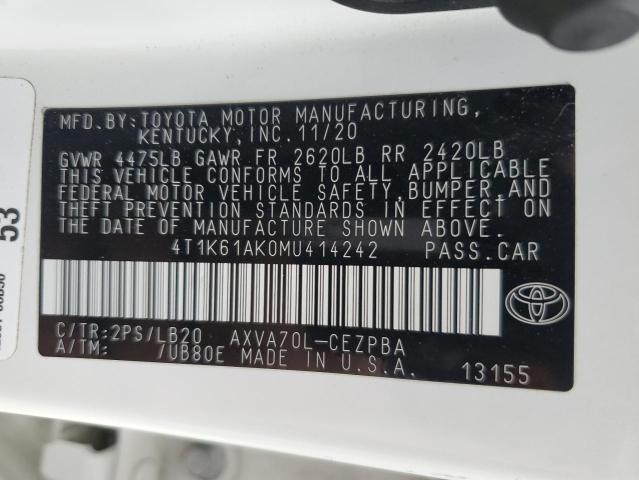 MFD.BY:TOYOTA MOTOR MANUFACTURING,
KENTUCKY,INC.11/20
GVWR 4475LB GAWR FR 2620LB RR 2420LB
THIS VEHICLE CONFORMS TO ALL APPLICABLE
FEDERAL MOTOR VEHICLE SAFETY,BUMPER,AND
THEFT PREVENTION STANDARDS IN EFFECT ON
THE DATE OF MANUFACTURE SHOWN ABOVE.
4T1K61AK0MU414242 PASS.CAR
C/TR:2PS/LB20 AXVA70L-CEZPBA
A/TM: /UB80E MADE IN U.S.A. 13155
53